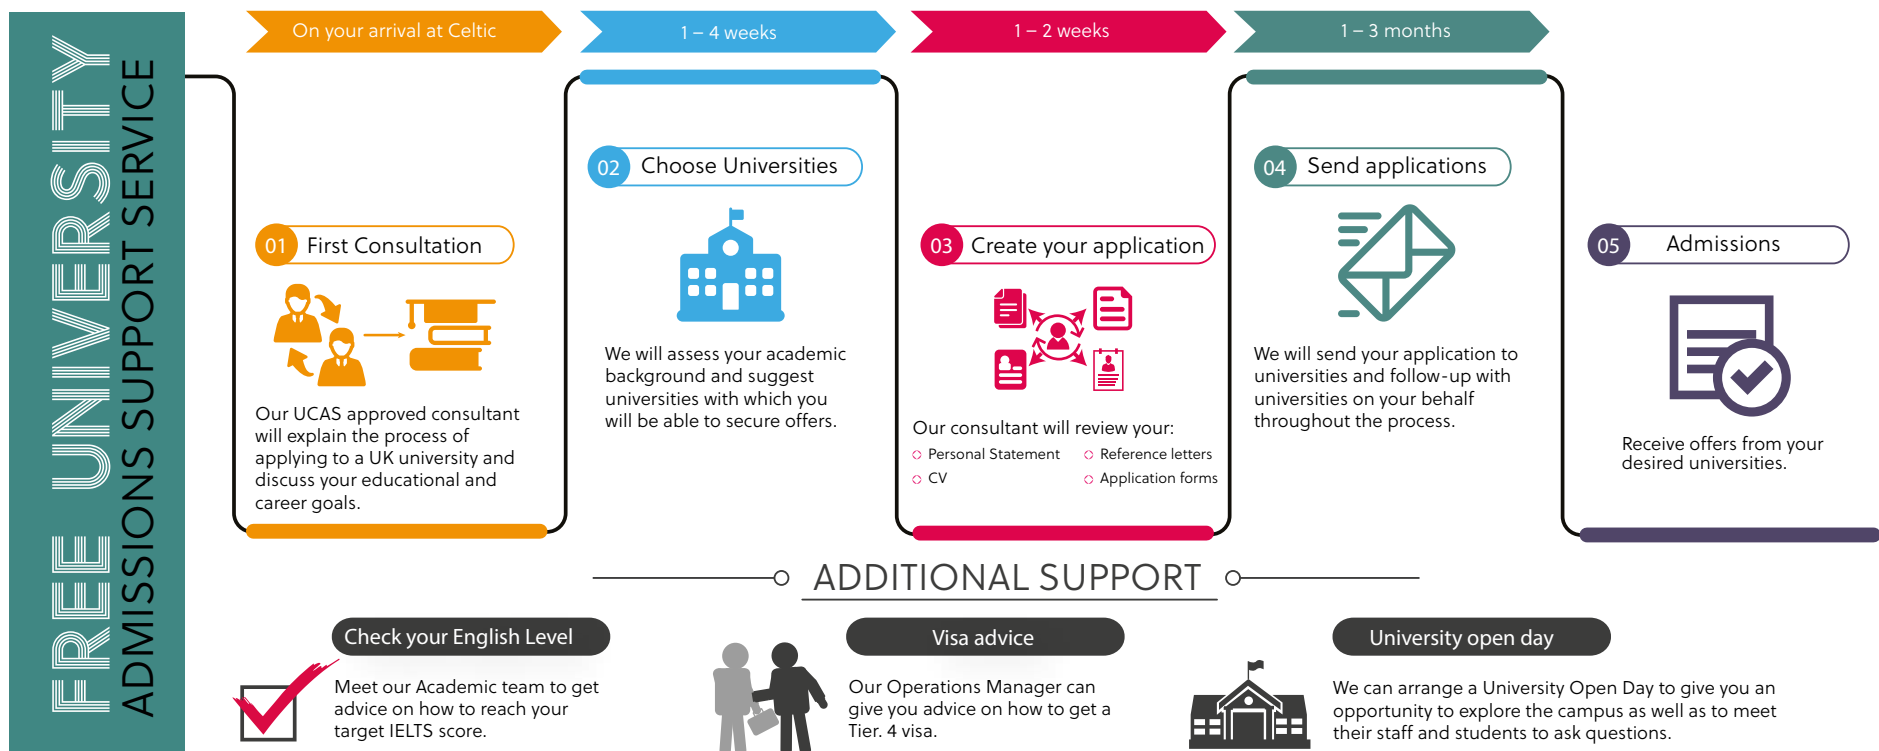 FREE UNIVERSITY
ADMISSIONS SUPPORT SERVICE
On your arrival at Celtic
1 – 4 weeks
1 – 2 weeks
1 – 3 months
01 First Consultation
Our UCAS approved consultant
will explain the process of
applying to a UK university and
discuss your educational and
career goals.
02 Choose Universities
We will assess your academic
background and suggest
universities with which you
will be able to secure offers.
03 Create your application
Our consultant will review your:
Personal Statement
Reference letters
CV
Application forms
04 Send applications
We will send your application to
universities and follow-up with
universities on your behalf
throughout the process.
05 Admissions
Receive offers from your
desired universities.
ADDITIONAL SUPPORT
Check your English Level
Meet our Academic team to get
advice on how to reach your
target IELTS score.
Visa advice
Our Operations Manager can
give you advice on how to get a
Tier. 4 visa.
University open day
We can arrange a University Open Day to give you an
opportunity to explore the campus as well as to meet
their staff and students to ask questions.